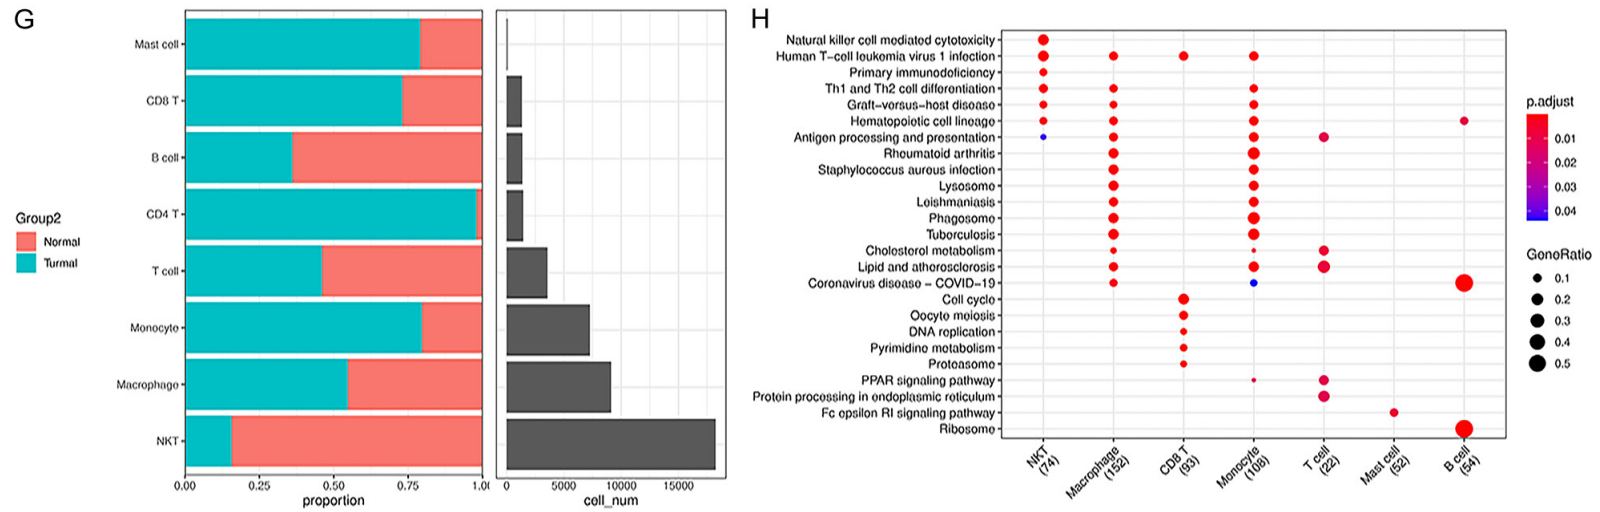 G
Group2
Normal
Turmal
Mast cell
CD8 T
B cell
CD4 T
T cell
Monocyte
Macrophage
NKT
0.00 0.25 0.50 0.75 1.0
proportion
0 5000 10000 15000
cell_num
H
Natural killer cell mediated cytotoxicity
Human T-cell leukemia virus 1 infection
Primary immunodeficiency
Th1 and Th2 cell differentiation
Graft-versus-host disease
Hematopoietic cell lineage
Antigen processing and presentation
Rheumatoid arthritis
Staphylococcus aureus infection
Lysosome
Leishmaniasis
Phagosome
Tuberculosis
Cholesterol metabolism
Lipid and atherosclerosis
Coronavirus disease - COVID-19
Cell cycle
Oocyte meiosis
DNA replication
Pyrimidine metabolism
Proteasome
PPAR signaling pathway
Protein processing in endoplasmic reticulum
Fc epsilon RI signaling pathway
Ribosome
NKT
(74)
Macrophage
(152)
CD8 T
(93)
Monocyte
(108)
T cell
(22)
Mast cell
(52)
B cell
(54)
p.adjust
0.01
0.02
0.03
0.04
GeneRatio
0.1
0.2
0.3
0.4
0.5